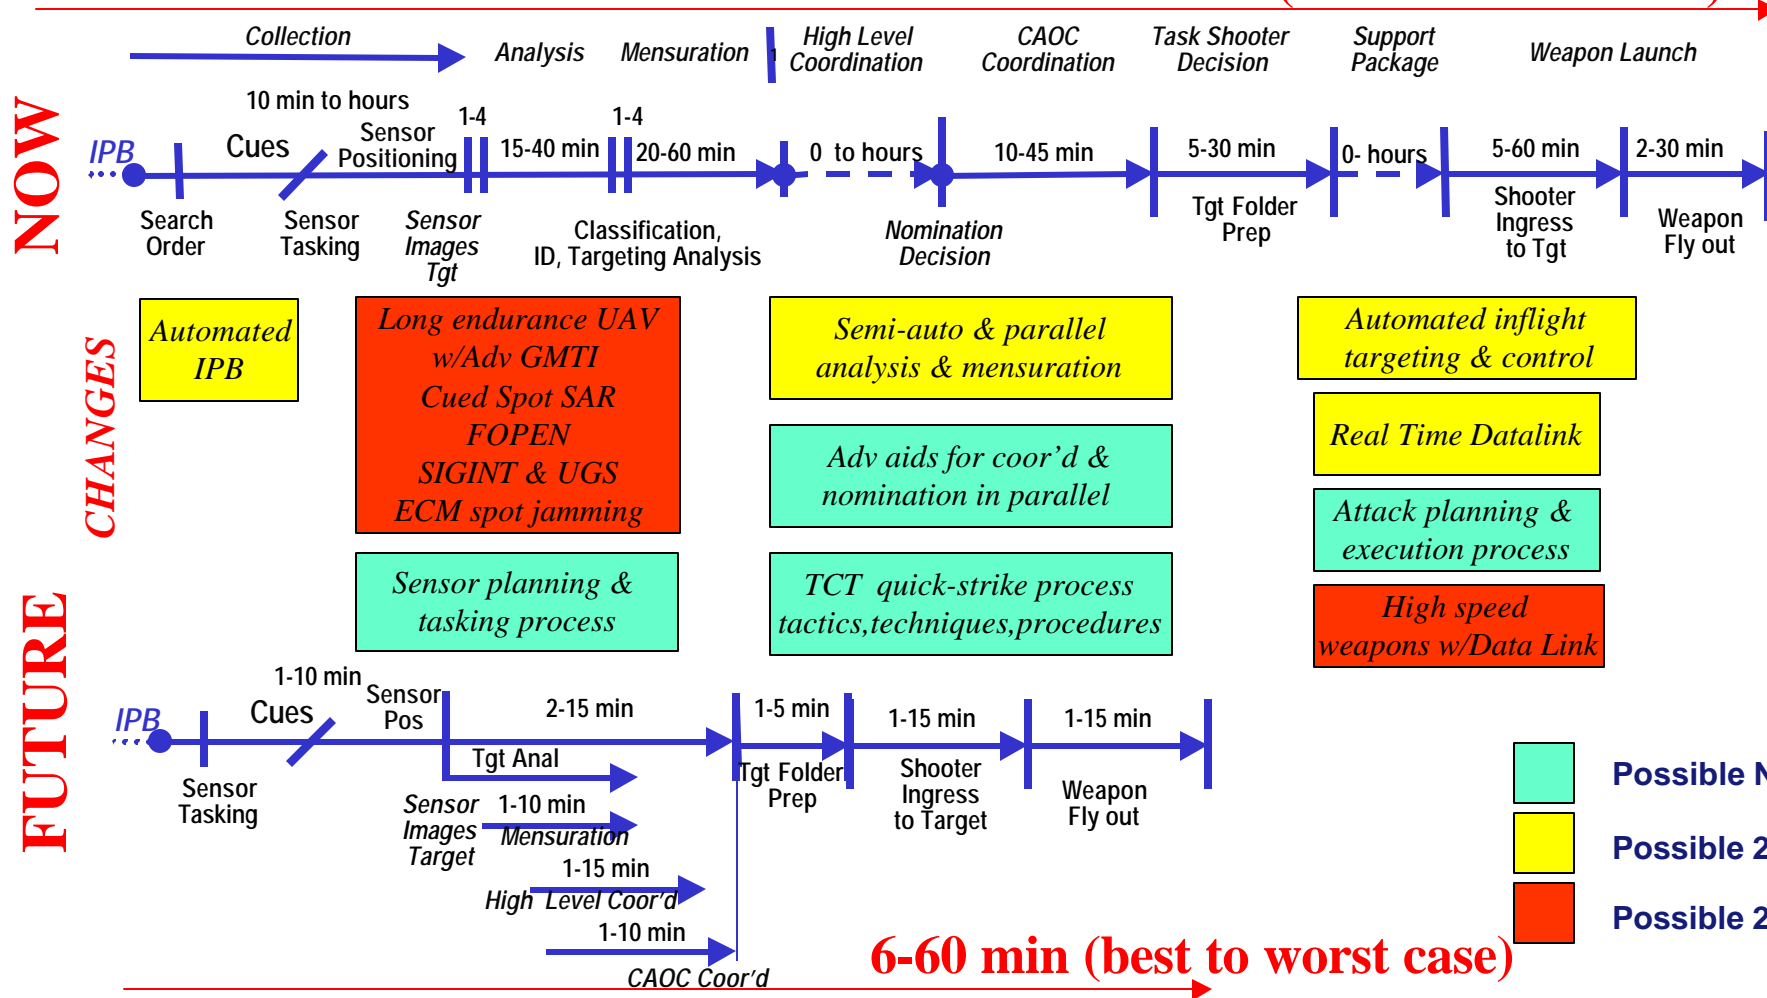 Collection
Analysis
Mensuration
High Level
Coordination
CAOC
Coordination
Task Shooter
Decision
Support
Package
Weapon Launch
NOW
IPB
10 min to hours
Cues
Sensor
Positioning
1-4
15-40 min
1-4
20-60 min
0 to hours
10-45 min
5-30 min
0- hours
5-60 min
2-30 min
Search
Order
Sensor
Tasking
Sensor
Images
Tgt
Classification,
ID, Targeting Analysis
Nomination
Decision
Tgt Folder
Prep
Shooter
Ingress
to Tgt
Weapon
Fly out
CHANGES
Automated
IPB
Long endurance UAV
w/Adv GMTI
Cued Spot SAR
FOPEN
SIGINT & UGS
ECM spot jamming
Sensor planning &
tasking process
Semi-auto & parallel
analysis & mensuration
Adv aids for coor'd &
nomination in parallel
TCT quick-strike process
tactics,techniques,procedures
Automated inflight
targeting & control
Real Time Datalink
Attack planning &
execution process
High speed
weapons w/Data Link
FUTURE
IPB
1-10 min
Cues
Sensor
Pos
2-15 min
1-5 min
1-15 min
1-15 min
Sensor
Tasking
Tgt Anal
Sensor
Images
Target
1-10 min
Mensuration
1-15 min
High Level Coor'd
1-10 min
CAOC Coor'd
Tgt Folder
Prep
Shooter
Ingress
to Target
Weapon
Fly out
Possible N
Possible 2
Possible 2
6-60 min (best to worst case)